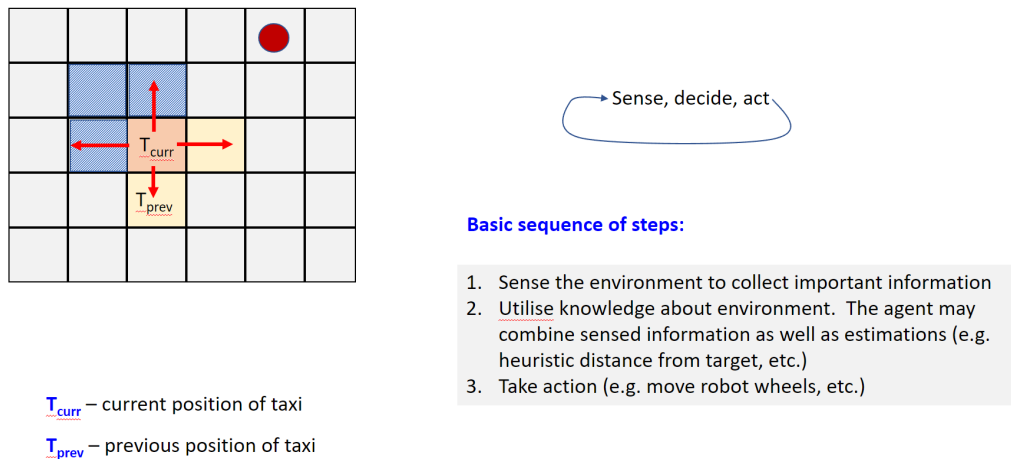 Sense, decide, act
Tcurr
Tprev
Basic sequence of steps:
1. Sense the environment to collect important information
2. Utilise knowledge about environment. The agent may
combine sensed information as well as estimations (e.g.
heuristic distance from target, etc.)
3. Take action (e.g. move robot wheels, etc.)
Tcurr – current position of taxi
Tprev – previous position of taxi